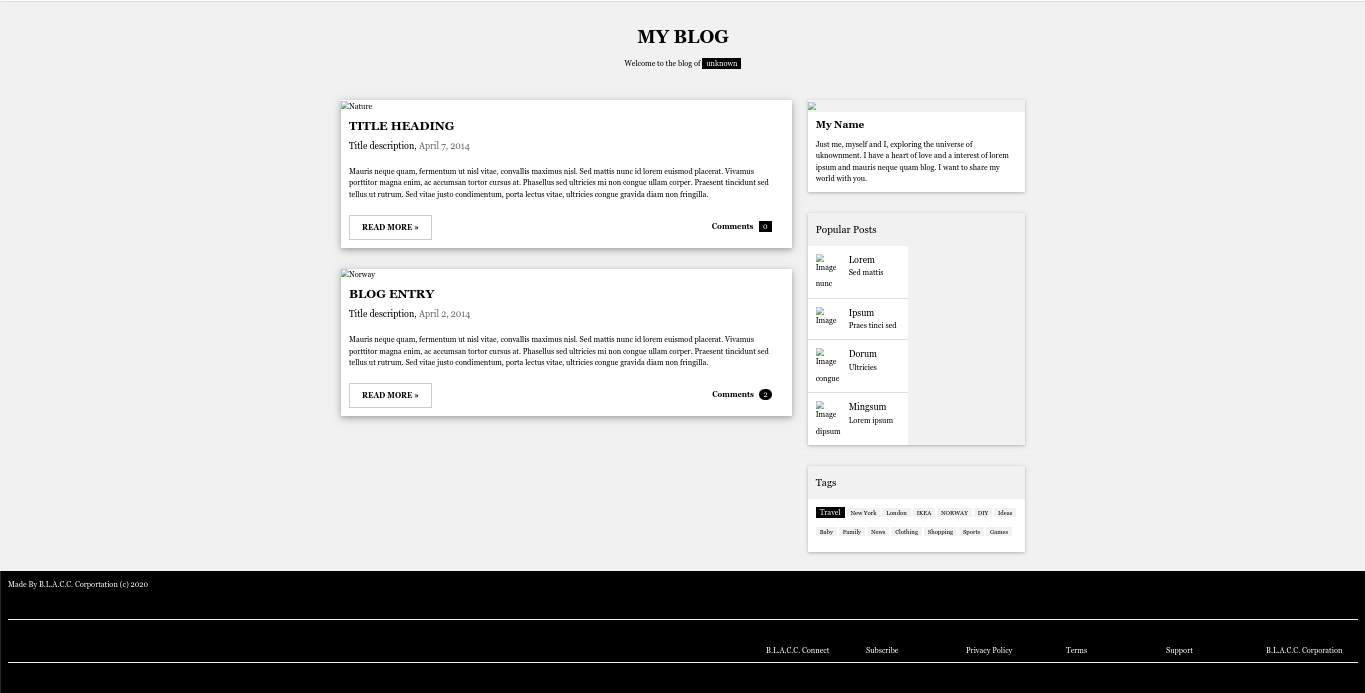 MY BLOG
Welcome to the blog of unknown
Nature
TITLE HEADING
Title description, April 7, 2014
Mauris neque quam, fermentum ut nisl vitae, convallis maximus nisl. Sed mattis nunc id lorem euismod placerat. Vivamus
porttitor magna enim, ac accumsan tortor cursus at. Phasellus sed ultricies mi non congue ullam corper. Praesent tincidunt sed
tellus ut rutrum. Sed vitae justo condimentum, porta lectus vitae, ultricies congue gravida diam non fringilla.
READ MORE »
Comments 0
Norway
BLOG ENTRY
Title description, April 2, 2014
Mauris neque quam, fermentum ut nisl vitae, convallis maximus nisl. Sed mattis nunc id lorem euismod placerat. Vivamus
porttitor magna enim, ac accumsan tortor cursus at. Phasellus sed ultricies mi non congue ullam corper. Praesent tincidunt sed
tellus ut rutrum. Sed vitae justo condimentum, porta lectus vitae, ultricies congue gravida diam non fringilla.
READ MORE »
Comments 2
My Name
Just me, myself and I, exploring the universe of
uknownment. I have a heart of love and a interest of lorem
ipsum and mauris neque quam blog. I want to share my
world with you.
Popular Posts
Lorem
Image Sed mattis
nunc
Ipsum
Image Praes tinci sed
Dorum
Image Ultricies
congue
Mingsum
Image Lorem ipsum
dipsum
Tags
Travel New York London IKEA NORWAY DIY Ideas
Baby Family News Clothing Shopping Sports Games
Made By B.L.A.C.C. Corportation (c) 2020
B.L.A.C.C. Connect Subscribe Privacy Policy Terms Support B.L.A.C.C. Corporation